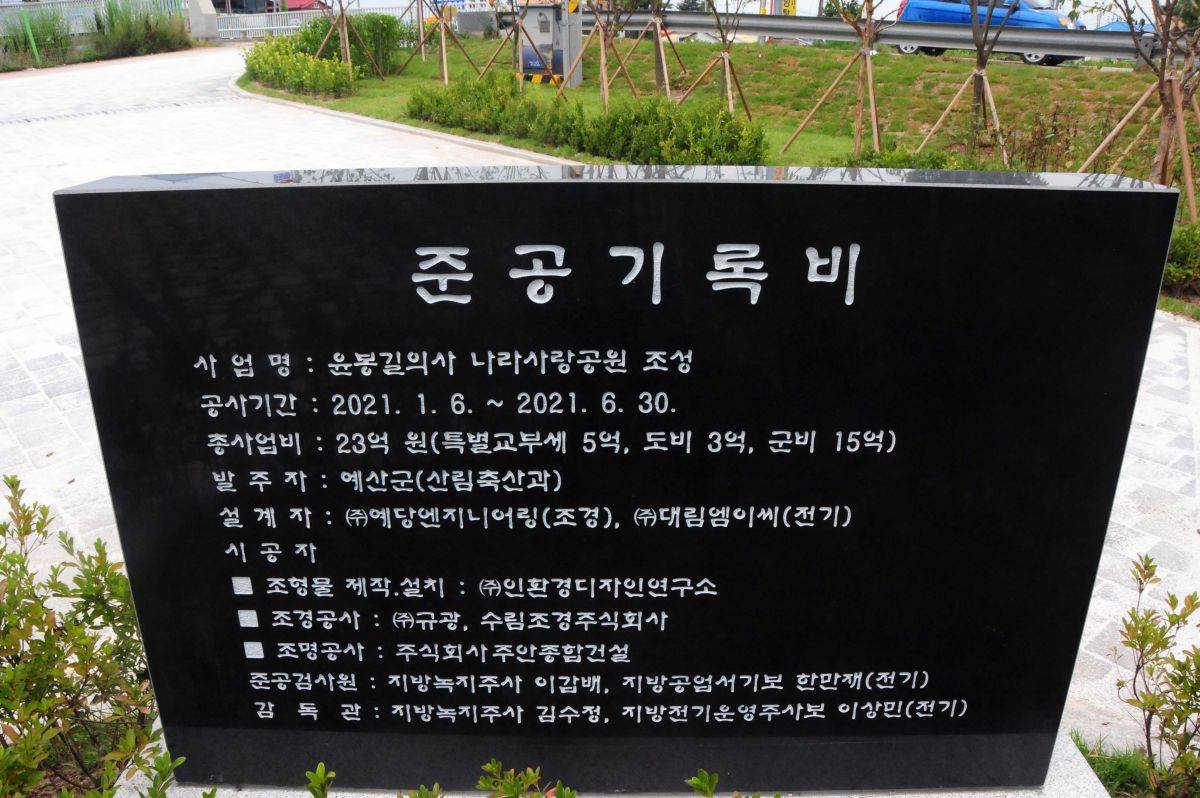 준공기록비
사 업 명 : 윤봉길의사 나라사랑공원 조성
공사기간 : 2021. 1. 6. ~ 2021. 6. 30.
총사업비 : 23억 원(특별교부세 5억, 도비 3억, 군비 15억)
발 주 자 : 예산군(산림축산과)
설 계 자 : ㈜예당엔지니어링(조경), ㈜대림엠이씨(전기)
시 공 자
■ 조형물 제작.설치 : ㈜인환경디자인연구소
■ 조경공사 : ㈜규광, 수림조경주식회사
■ 조명공사 : 주식회사주안종합건설
준공검사원 : 지방녹지주사 이갑배, 지방공업서기보 한만재(전기)
감 독 관 : 지방녹지주사 김수정, 지방전기운영주사보 이상민(전기)